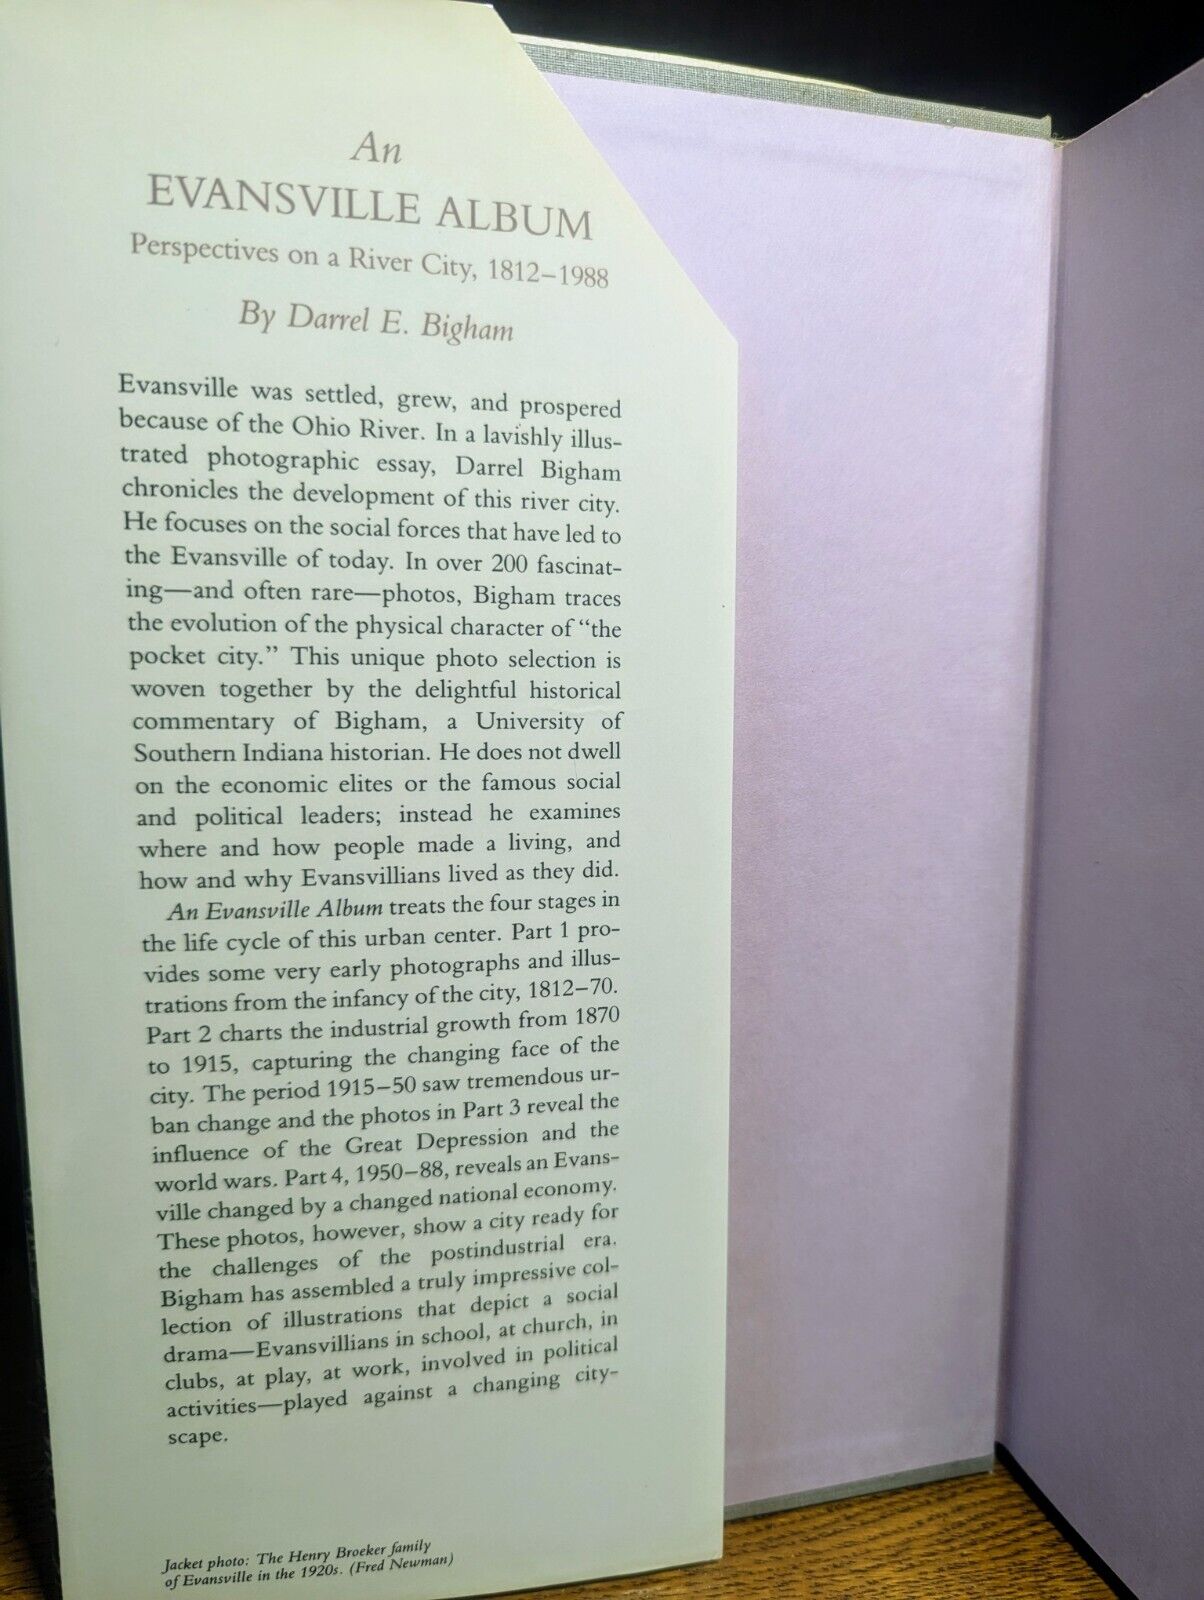 An
EVANSVILLE ALBUM
Perspectives on a River City, 1812–1988
By Darrel E. Bigham
Evansville was settled, grew, and prospered
because of the Ohio River. In a lavishly illus-
trated photographic essay, Darrel Bigham
chronicles the development of this river city.
He focuses on the social forces that have led to
the Evansville of today. In over 200 fascinat-
ing—and often rare—photos, Bigham traces
the evolution of the physical character of “the
pocket city.” This unique photo selection is
woven together by the delightful historical
commentary of Bigham, a University of
Southern Indiana historian. He does not dwell
on the economic elites or the famous social
and political leaders; instead he examines
where and how people made a living, and
how and why Evansvillians lived as they did.
An Evansville Album treats the four stages in
the life cycle of this urban center. Part 1 pro-
vides some very early photographs and illus-
trations from the infancy of the city, 1812–70.
Part 2 charts the industrial growth from 1870
to 1915, capturing the changing face of the
city. The period 1915–50 saw tremendous ur-
ban change and the photos in Part 3 reveal the
influence of the Great Depression and the
world wars. Part 4, 1950–88, reveals an Evans-
ville changed by a changed national economy.
These photos, however, show a city ready for
the challenges of the postindustrial era.
Bigham has assembled a truly impressive col-
lection of illustrations that depict a social
drama—Evansvillians in school, at church, in
clubs, at play, at work, involved in political
activities—played against a changing city-
scape.
Jacket photo: The Henry Broeker family
of Evansville in the 1920s. (Fred Newman)